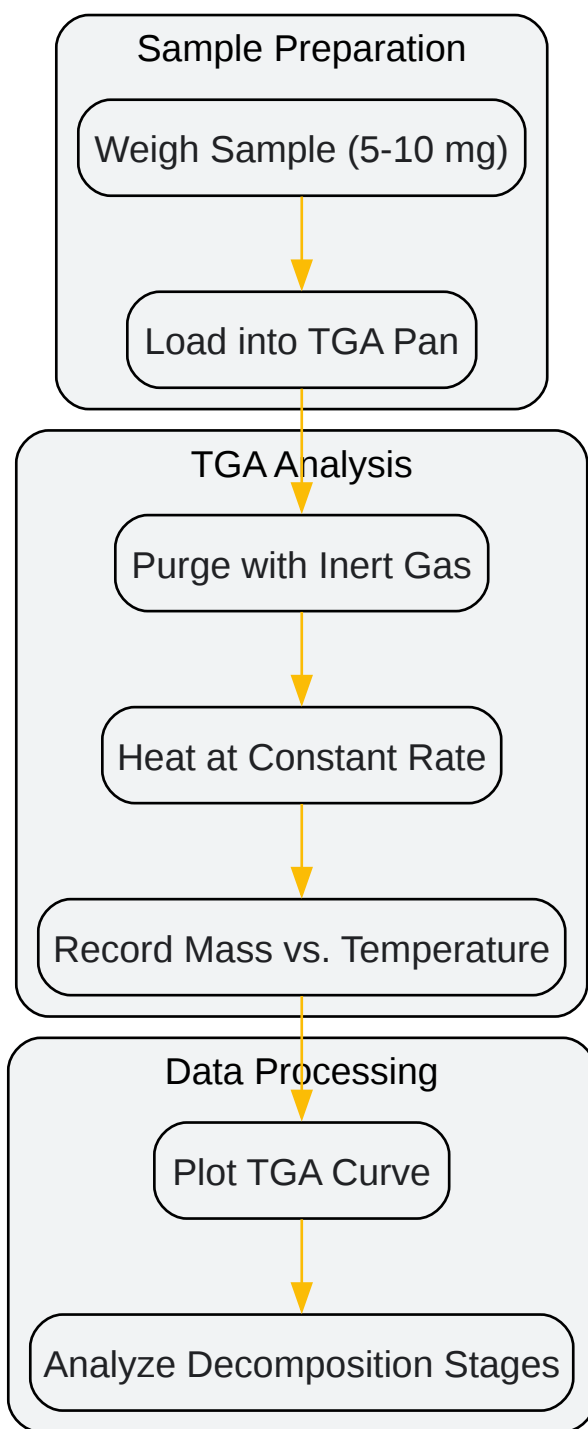 Sample Preparation
Weigh Sample (5-10 mg)
Load into TGA Pan
TGA Analysis
Purge with Inert Gas
Heat at Constant Rate
Record Mass vs. Temperature
Data Processing
Plot TGA Curve
Analyze Decomposition Stages